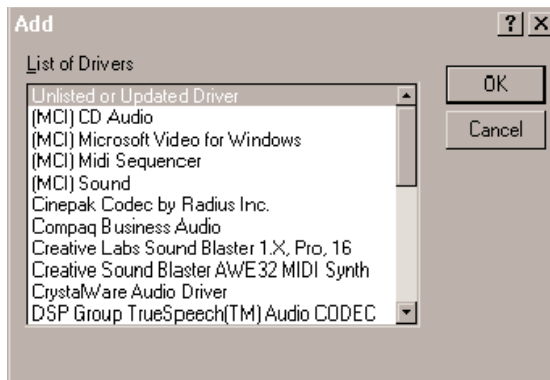 Add
List of Drivers
Unlisted or Updated Driver
(MCI) CD Audio
(MCI) Microsoft Video for Windows
(MCI) Midi Sequencer
(MCI) Sound
Cinepak Codec by Radius Inc.
Compaq Business Audio
Creative Labs Sound Blaster 1.X, Pro, 16
Creative Sound Blaster AWE32 MIDI Synth
CrystalWare Audio Driver
DSP Group TrueSpeech(TM) Audio CODEC
OK
Cancel